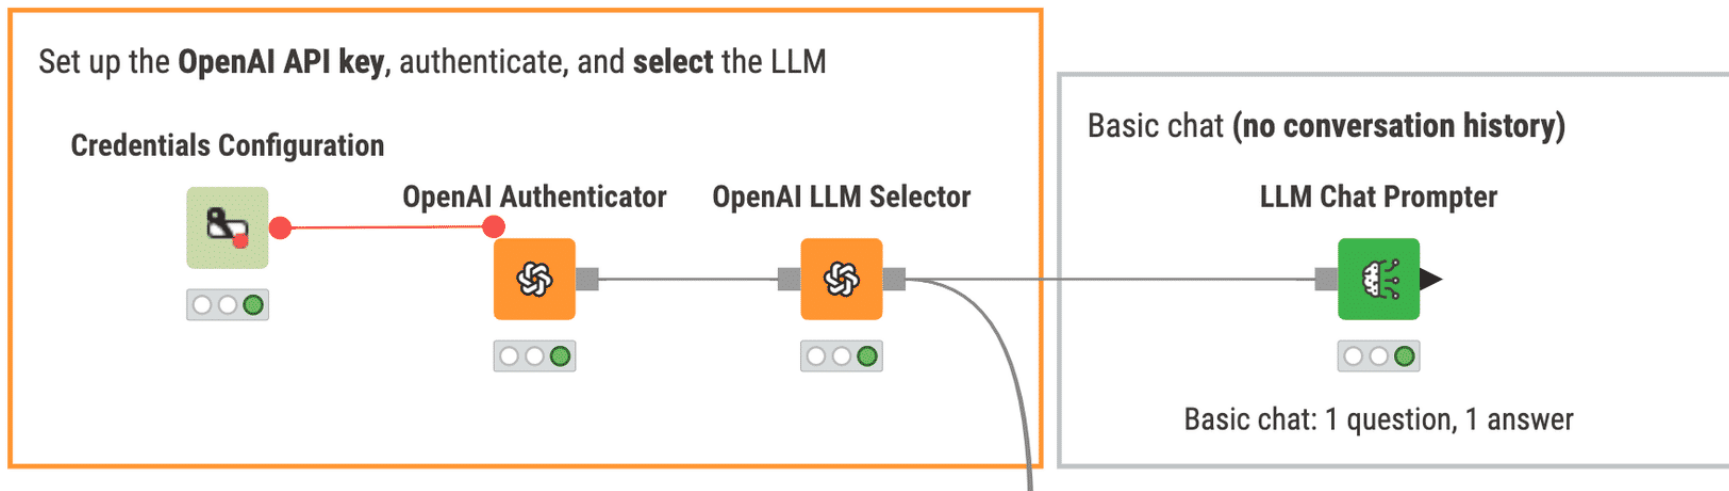 Set up the OpenAI API key, authenticate, and select the LLM
Credentials Configuration
OpenAI Authenticator
OpenAI LLM Selector
Basic chat (no conversation history)
LLM Chat Prompter
Basic chat: 1 question, 1 answer